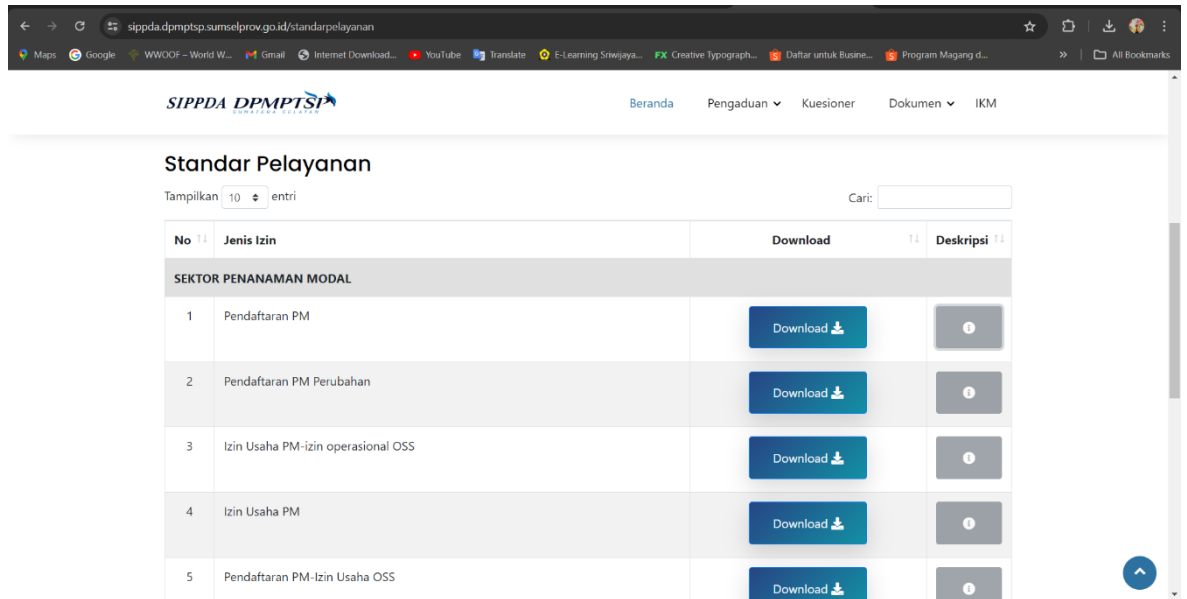 sippda.dpmptsp.sumselprov.go.id/standarpelayanan
Maps Google WWOOF – World W... Gmail Internet Download... YouTube Translate E-Learning Sriwijaya... FX Creative Typograph... Daftar untuk Busine... Program Magang d... » All Bookmarks
SIPPDA DPMPTSP Beranda Pengaduan Kuesioner Dokumen IKM
SUMATERA SELATAN
Standar Pelayanan
Tampilkan 10 entri Cari:
No Jenis Izin Download Deskripsi
SEKTOR PENANAMAN MODAL
1 Pendaftaran PM Download
2 Pendaftaran PM Perubahan Download
3 Izin Usaha PM-izin operasional OSS Download
4 Izin Usaha PM Download
5 Pendaftaran PM-Izin Usaha OSS Download